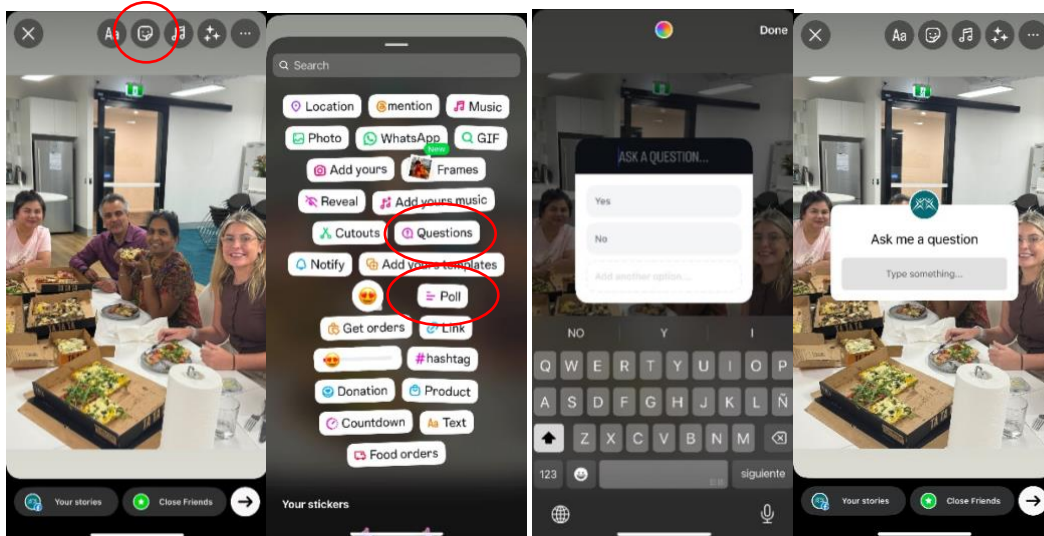 Aa
Your stories
Close Friends
Search
Location
@mention
Music
Photo
WhatsApp
GIF
New
Add yours
Frames
Reveal
Add yours music
Cutouts
Questions
Notify
Add yours templates
Poll
Get orders
Link
#hashtag
Donation
Product
Countdown
Aa Text
Food orders
Your stickers
Done
ASK A QUESTION...
Yes
No
Add another option...
NO Y I
Q W E R T Y U I O P
A S D F G H J K L Ñ
Z X C V B N M
123 siguiente
Aa
Ask me a question
Type something...
Your stories
Close Friends